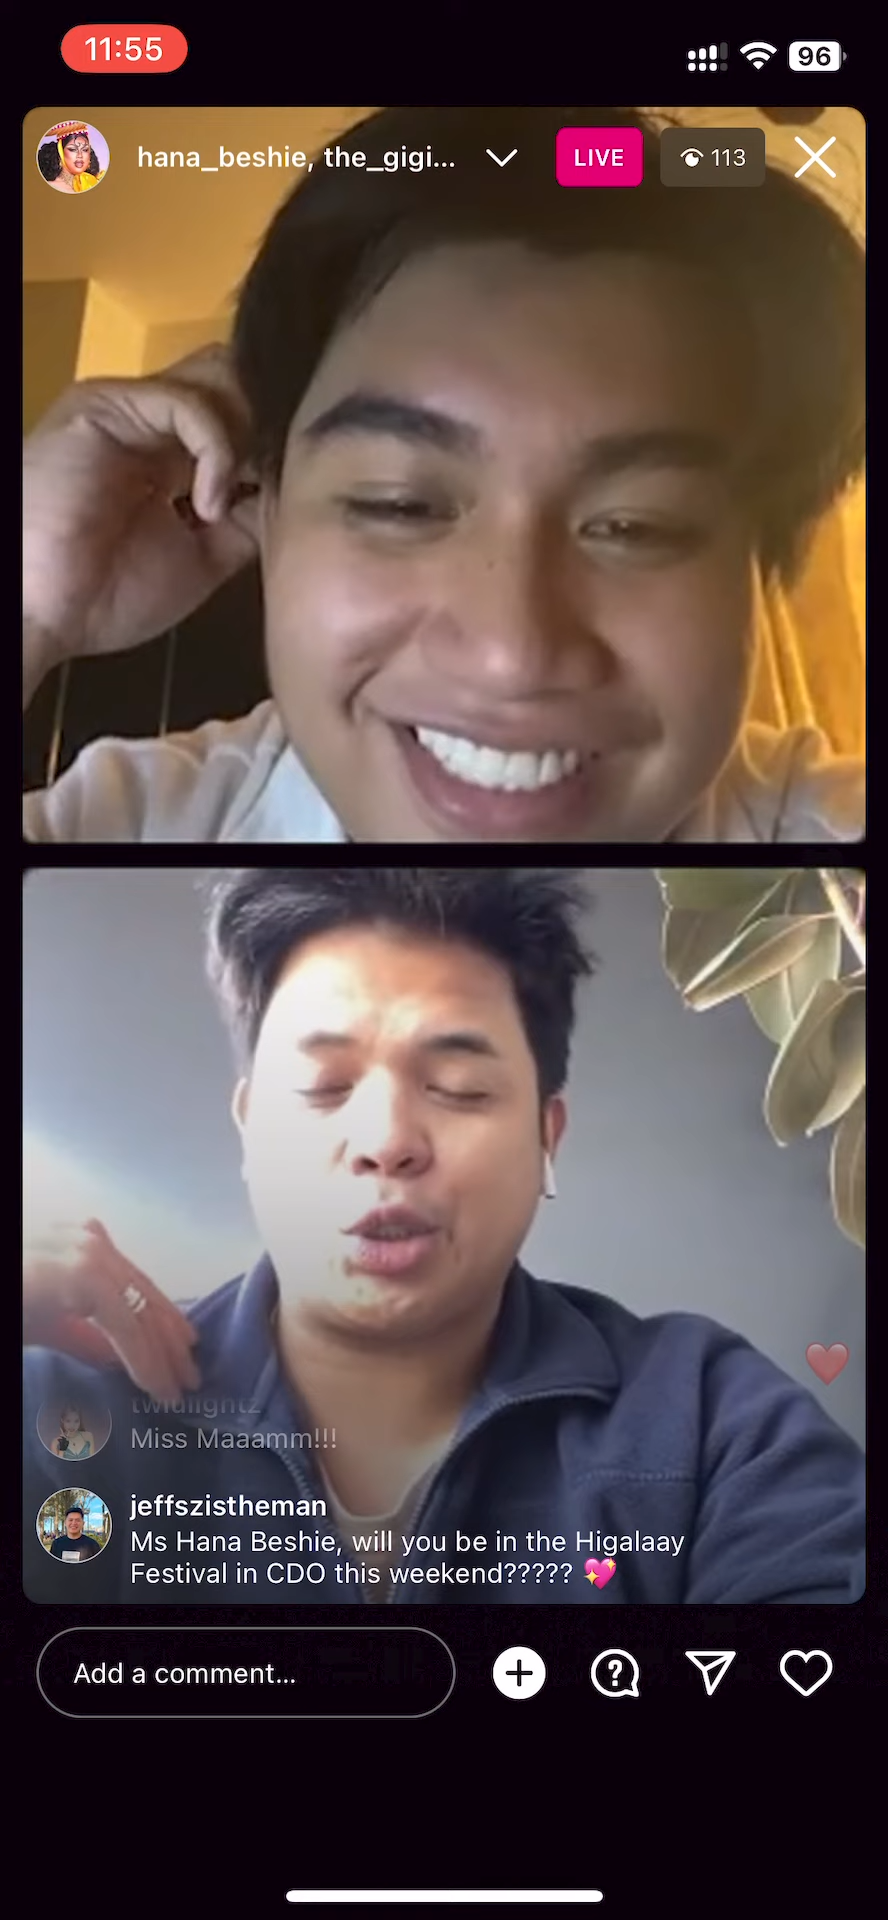 11:55
96
hana_beshie, the_gigi...
LIVE
113
twidlightz
Miss Maaamm!!!
jeffszistheman
Ms Hana Beshie, will you be in the Higalaay
Festival in CDO this weekend????? 💖
Add a comment...